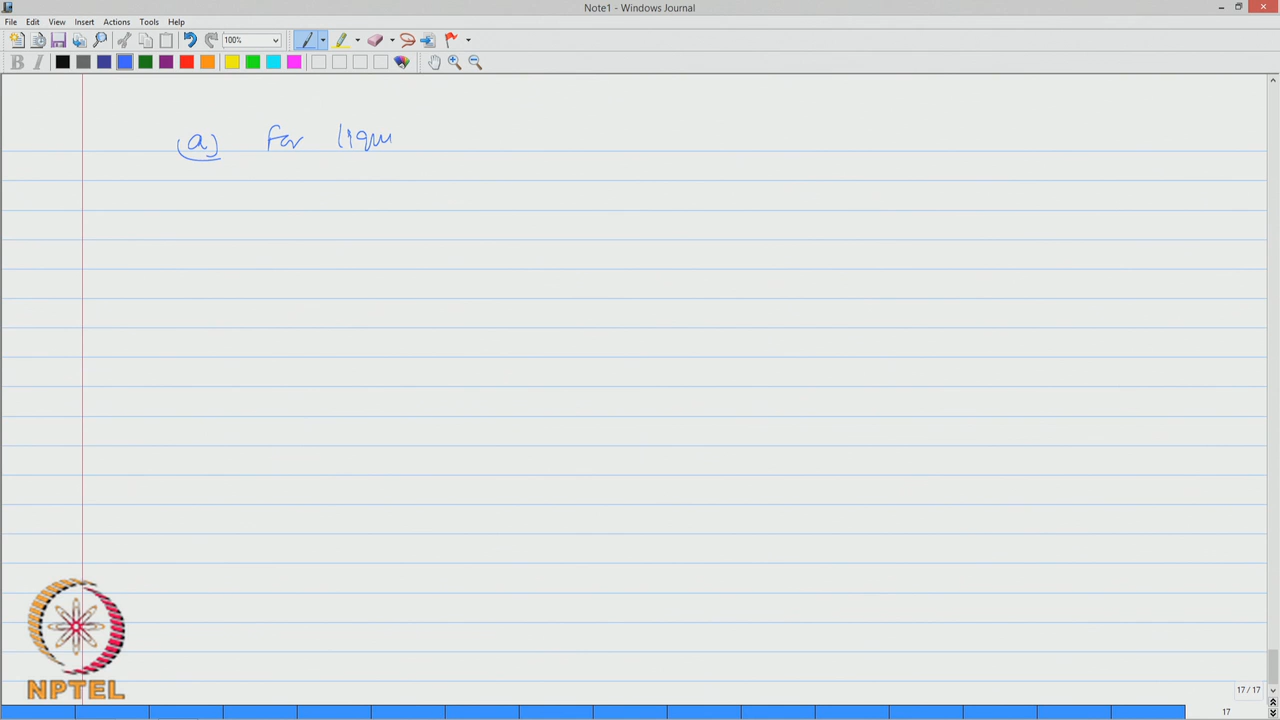 Note1 - Windows Journal
File Edit View Insert Actions Tools Help
100%
B I
(a) For liqu
NPTEL
17 / 17
17